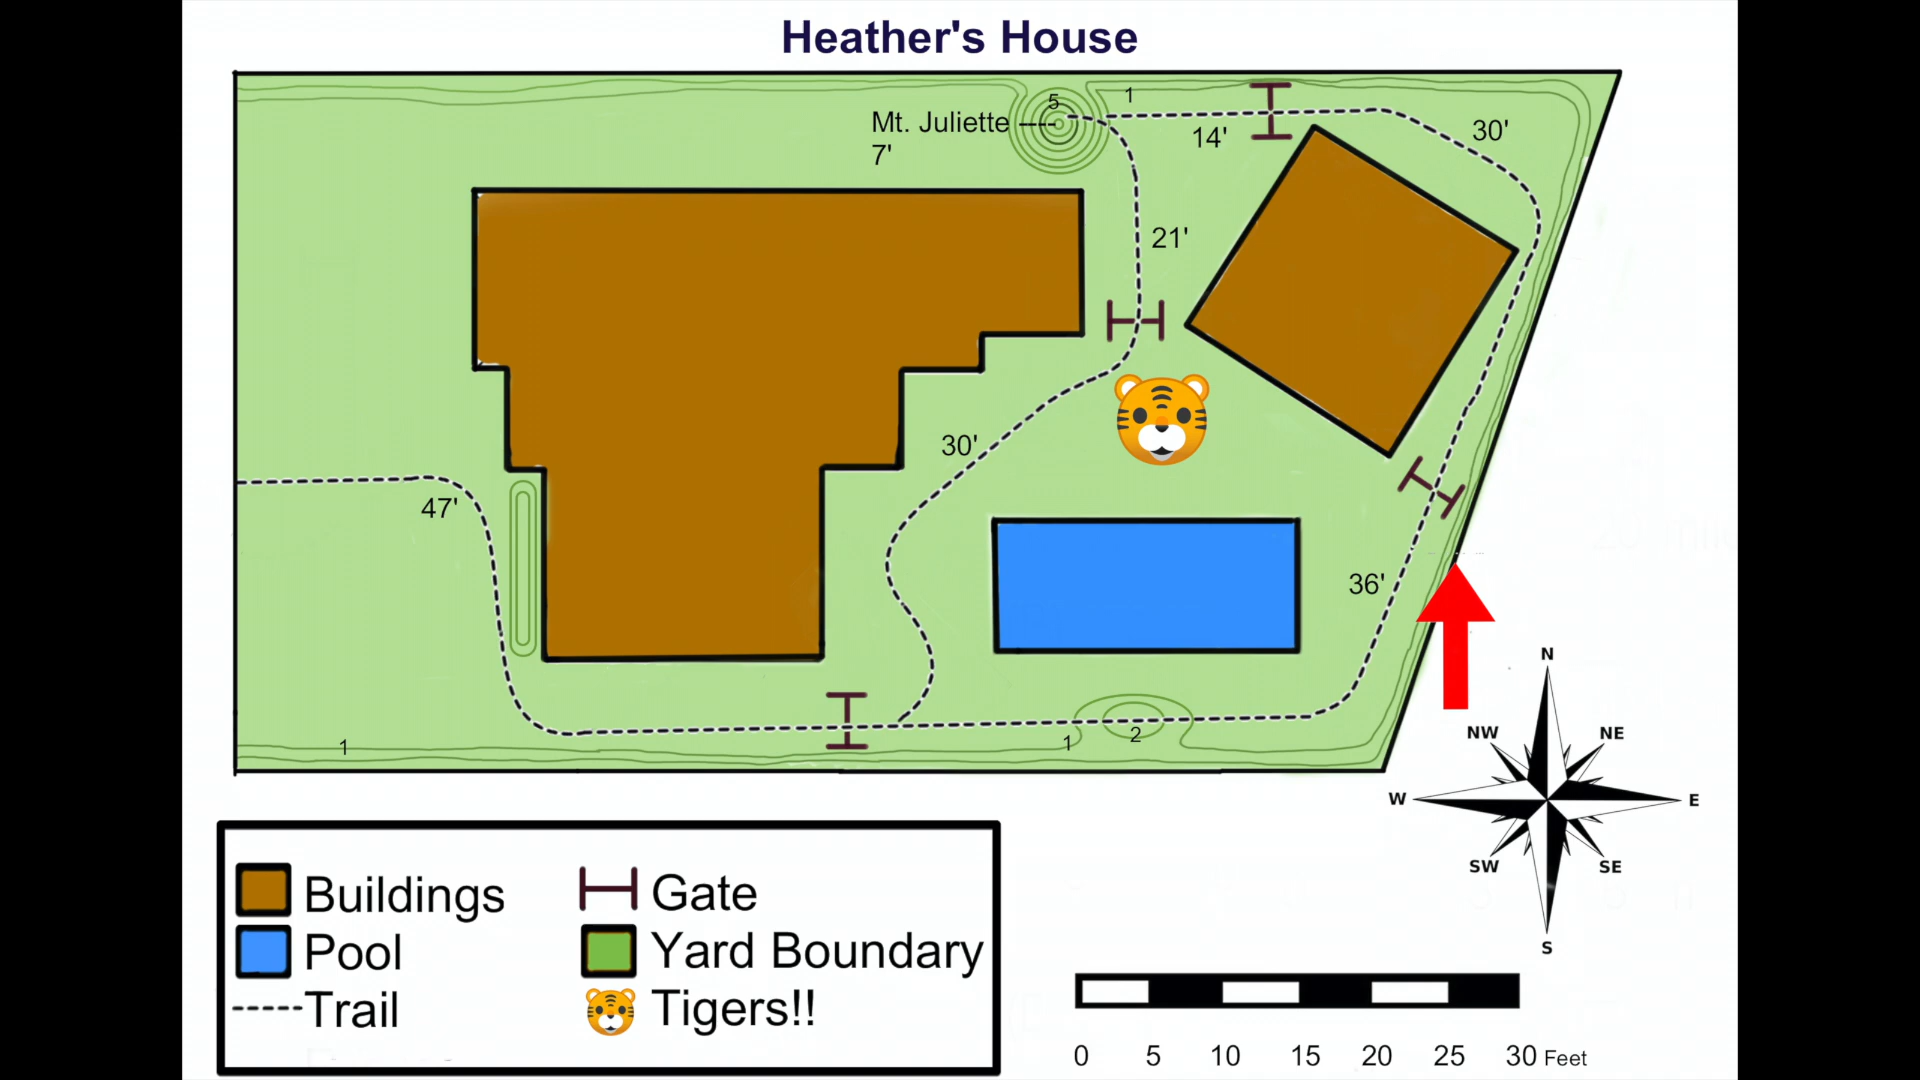 Heather's House
5
1
Mt. Juliette
7'
14'
30'
21'
30'
47'
36'
1
1
2
N
NW
NE
W
E
SW
SE
S
Buildings
Gate
Pool
Yard Boundary
Trail
Tigers!!
0 5 10 15 20 25 30 Feet